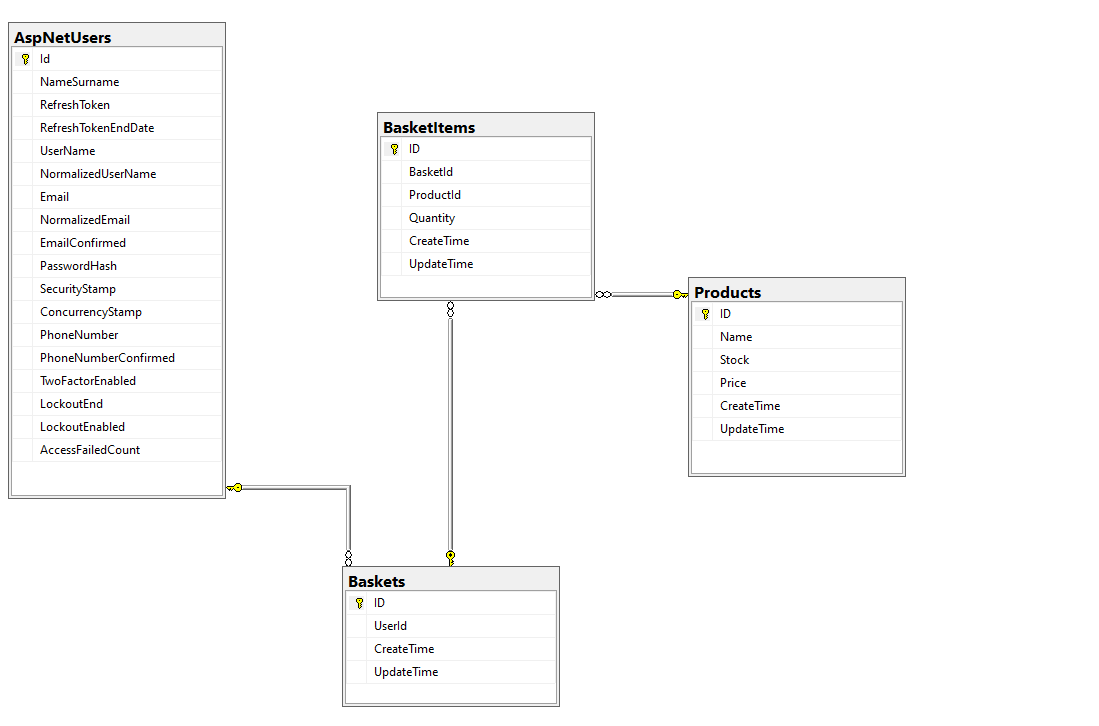 AspNetUsers
Id
NameSurname
RefreshToken
RefreshTokenEndDate
UserName
NormalizedUserName
Email
NormalizedEmail
EmailConfirmed
PasswordHash
SecurityStamp
ConcurrencyStamp
PhoneNumber
PhoneNumberConfirmed
TwoFactorEnabled
LockoutEnd
LockoutEnabled
AccessFailedCount
BasketItems
ID
BasketId
ProductId
Quantity
CreateTime
UpdateTime
Products
ID
Name
Stock
Price
CreateTime
UpdateTime
Baskets
ID
UserId
CreateTime
UpdateTime